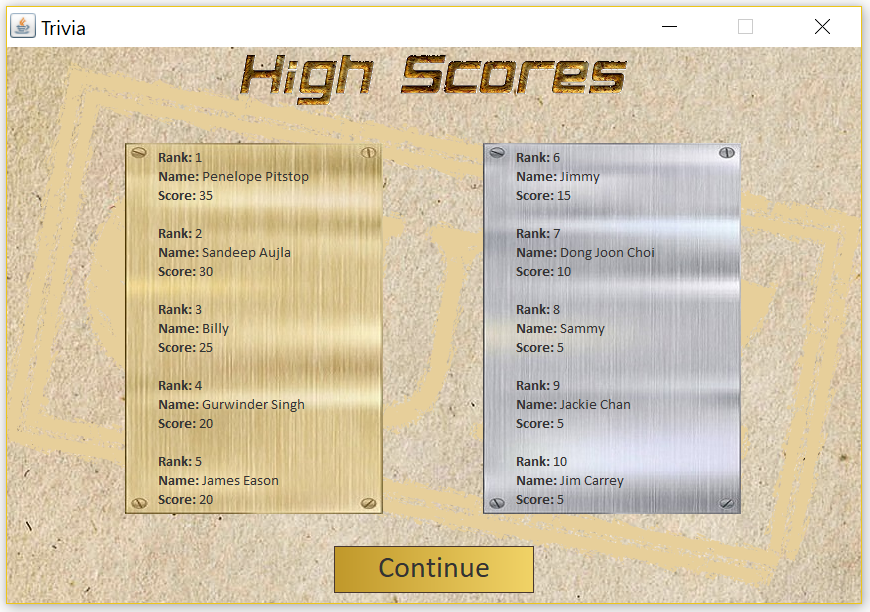 Trivia
High Scores
Rank: 1
Name: Penelope Pitstop
Score: 35
Rank: 2
Name: Sandeep Aujla
Score: 30
Rank: 3
Name: Billy
Score: 25
Rank: 4
Name: Gurwinder Singh
Score: 20
Rank: 5
Name: James Eason
Score: 20
Rank: 6
Name: Jimmy
Score: 15
Rank: 7
Name: Dong Joon Choi
Score: 10
Rank: 8
Name: Sammy
Score: 5
Rank: 9
Name: Jackie Chan
Score: 5
Rank: 10
Name: Jim Carrey
Score: 5
Continue